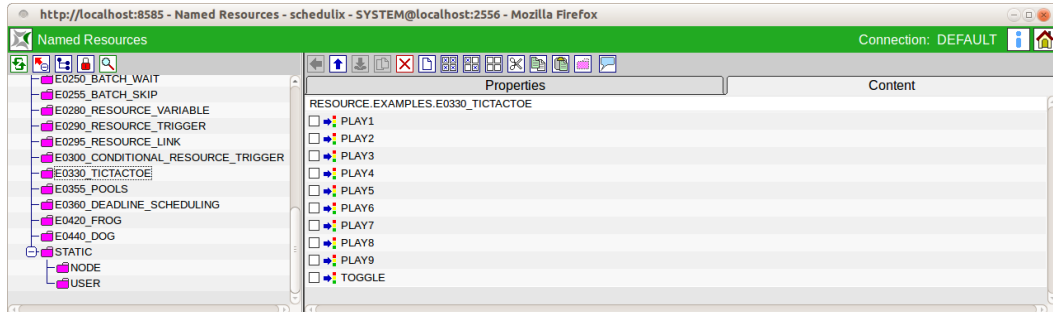 http://localhost:8585 - Named Resources - schedulix - SYSTEM@localhost:2556 - Mozilla Firefox
Named Resources
Connection: DEFAULT
Properties
Content
E0250_BATCH_WAIT
E0255_BATCH_SKIP
E0280_RESOURCE_VARIABLE
E0290_RESOURCE_TRIGGER
E0295_RESOURCE_LINK
E0300_CONDITIONAL_RESOURCE_TRIGGER
E0330_TICTACTOE
E0355_POOLS
E0360_DEADLINE_SCHEDULING
E0420_FROG
E0440_DOG
STATIC
NODE
USER
RESOURCE.EXAMPLES.E0330_TICTACTOE
PLAY1
PLAY2
PLAY3
PLAY4
PLAY5
PLAY6
PLAY7
PLAY8
PLAY9
TOGGLE